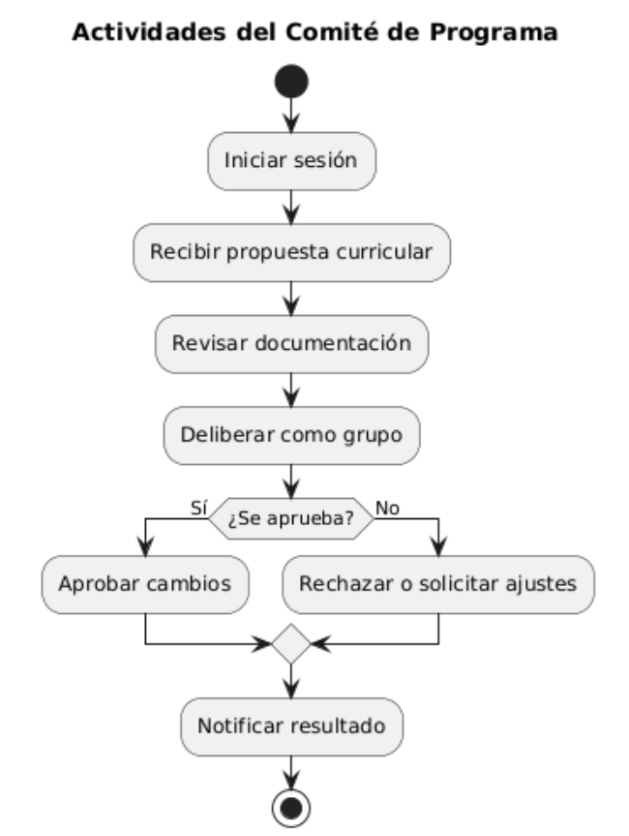 Actividades del Comité de Programa
Iniciar sesión
Recibir propuesta curricular
Revisar documentación
Deliberar como grupo
Sí
¿Se aprueba?
No
Aprobar cambios
Rechazar o solicitar ajustes
Notificar resultado